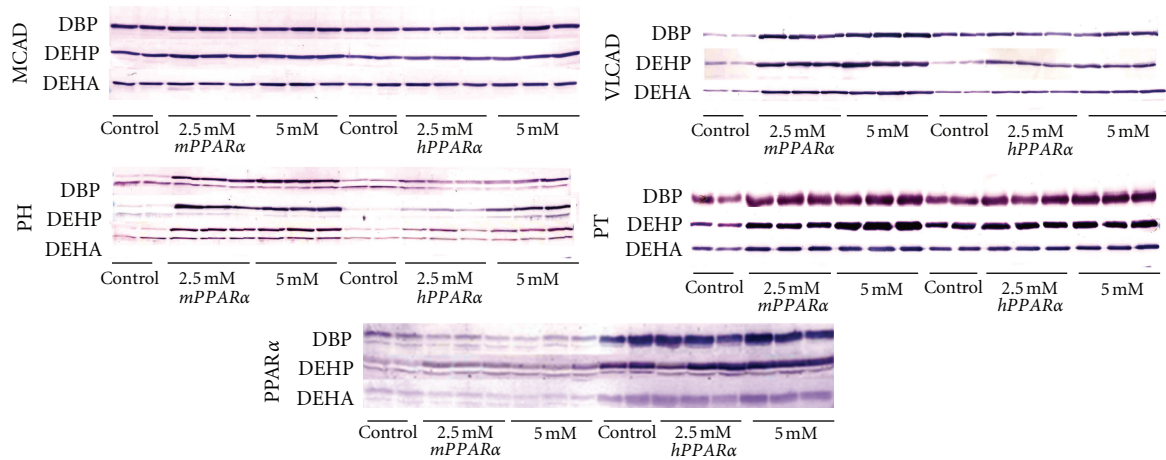 MCAD
DBP
DEHP
DEHA
Control 2.5 mM 5 mM Control 2.5 mM 5 mM
mPPARα hPPARα
VLCAD
DBP
DEHP
DEHA
Control 2.5 mM 5 mM Control 2.5 mM 5 mM
mPPARα hPPARα
PH
DBP
DEHP
DEHA
Control 2.5 mM 5 mM Control 2.5 mM 5 mM
mPPARα hPPARα
PT
DBP
DEHP
DEHA
Control 2.5 mM 5 mM Control 2.5 mM 5 mM
mPPARα hPPARα
PPARα
DBP
DEHP
DEHA
Control 2.5 mM 5 mM Control 2.5 mM 5 mM
mPPARα hPPARα